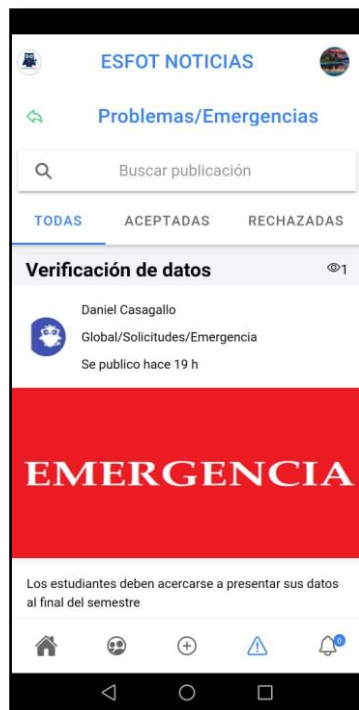 ESFOT NOTICIAS
Problemas/Emergencias
Buscar publicación
TODAS ACEPTADAS RECHAZADAS
Verificación de datos 1
Daniel Casagallo
Global/Solicitudes/Emergencia
Se publico hace 19 h
EMERGENCIA
Los estudiantes deben acercarse a presentar sus datos
al final del semestre
0